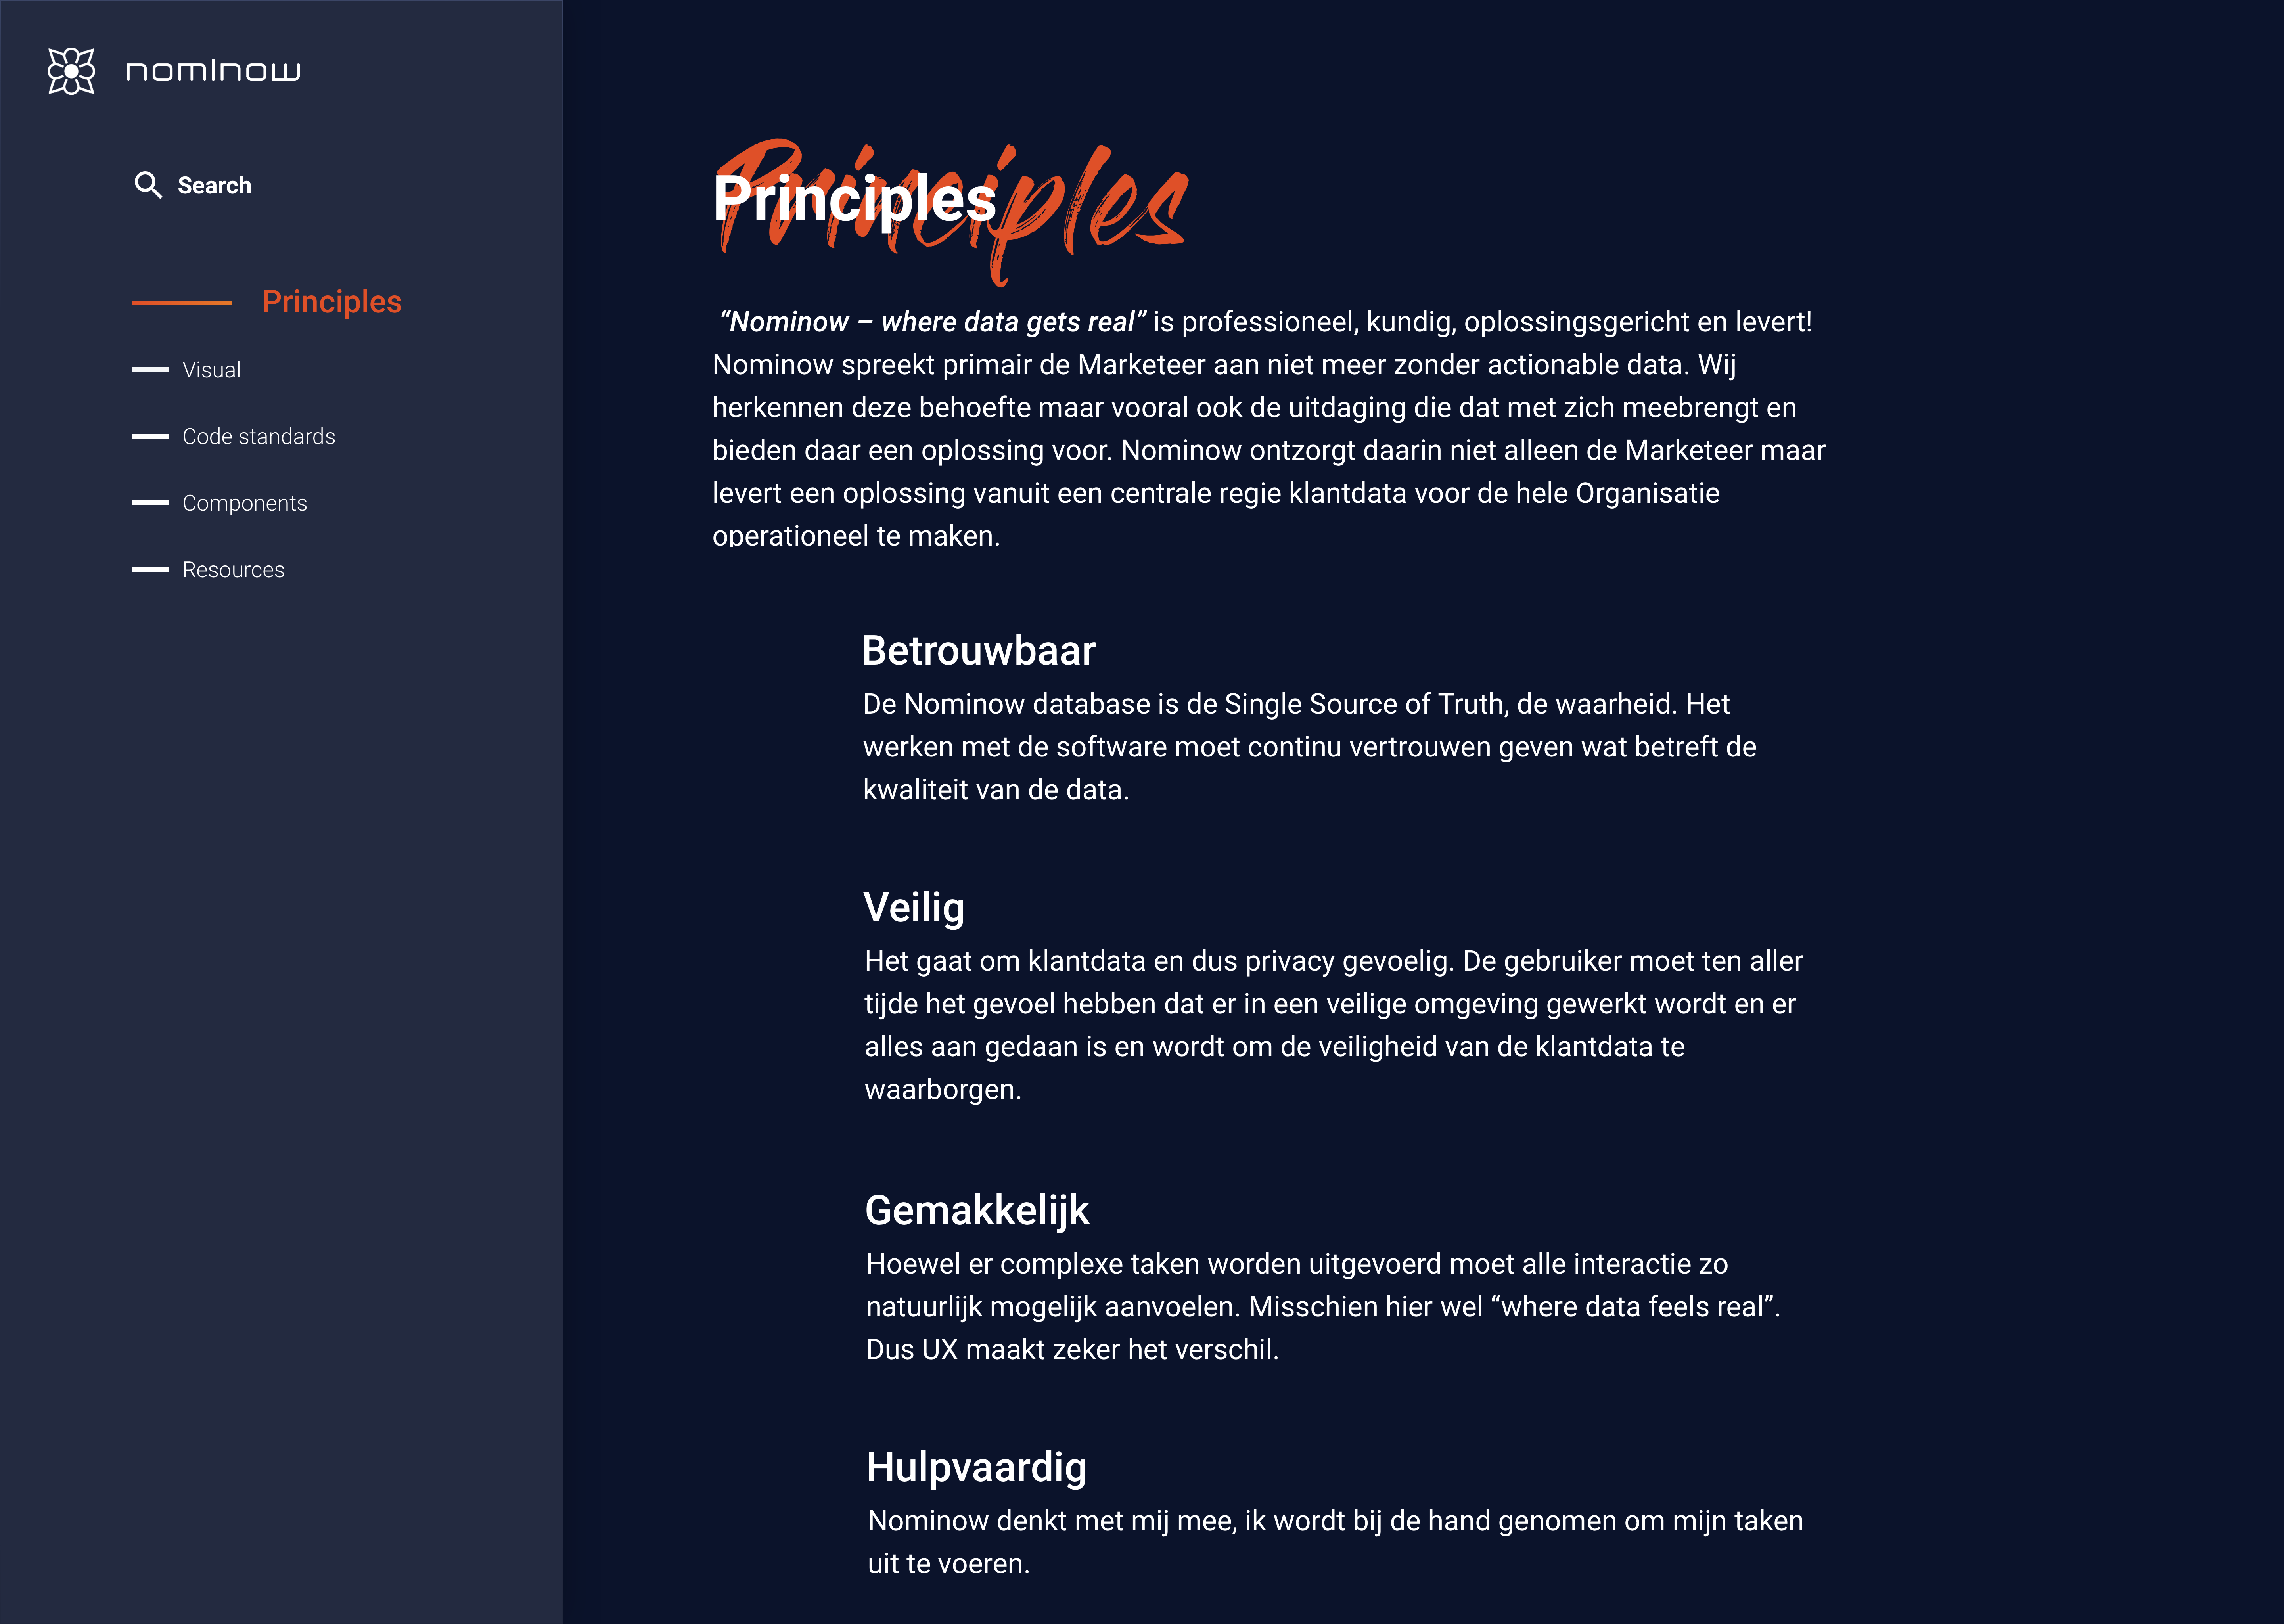 nomInow
Search
Principles
Visual
Code standards
Components
Resources
Principles
Principles
“Nominow – where data gets real” is professioneel, kundig, oplossingsgericht en levert!
Nominow spreekt primair de Marketeer aan niet meer zonder actionable data. Wij
herkennen deze behoefte maar vooral ook de uitdaging die dat met zich meebrengt en
bieden daar een oplossing voor. Nominow ontzorgt daarin niet alleen de Marketeer maar
levert een oplossing vanuit een centrale regie klantdata voor de hele Organisatie
operationeel te maken.
Betrouwbaar
De Nominow database is de Single Source of Truth, de waarheid. Het
werken met de software moet continu vertrouwen geven wat betreft de
kwaliteit van de data.
Veilig
Het gaat om klantdata en dus privacy gevoelig. De gebruiker moet ten aller
tijde het gevoel hebben dat er in een veilige omgeving gewerkt wordt en er
alles aan gedaan is en wordt om de veiligheid van de klantdata te
waarborgen.
Gemakkelijk
Hoewel er complexe taken worden uitgevoerd moet alle interactie zo
natuurlijk mogelijk aanvoelen. Misschien hier wel “where data feels real”.
Dus UX maakt zeker het verschil.
Hulpvaardig
Nominow denkt met mij mee, ik wordt bij de hand genomen om mijn taken
uit te voeren.